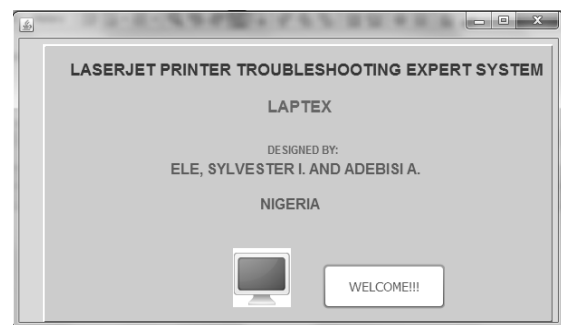 LASERJET PRINTER TROUBLESHOOTING EXPERT SYSTEM
LAPTEX
DESIGNED BY:
ELE, SYLVESTER I. AND ADEBISI A.
NIGERIA
WELCOME!!!